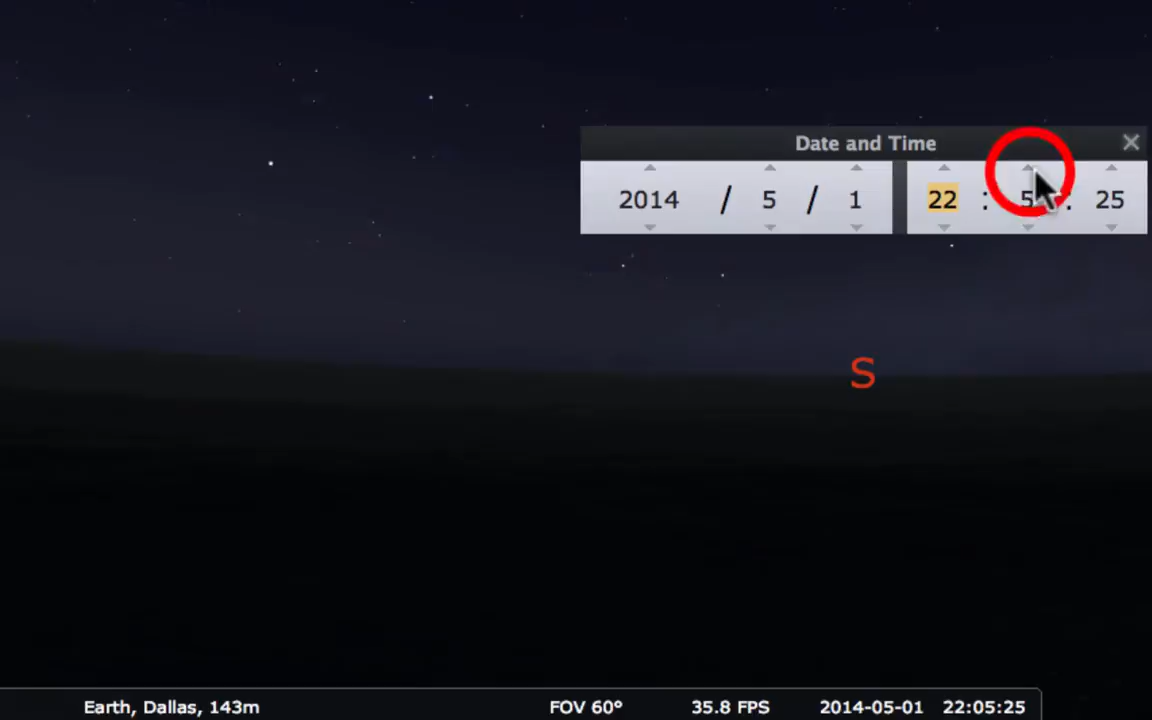 Date and Time
2014 / 5 / 1 22 : 5 : 25
S
Earth, Dallas, 143m FOV 60° 35.8 FPS 2014-05-01 22:05:25